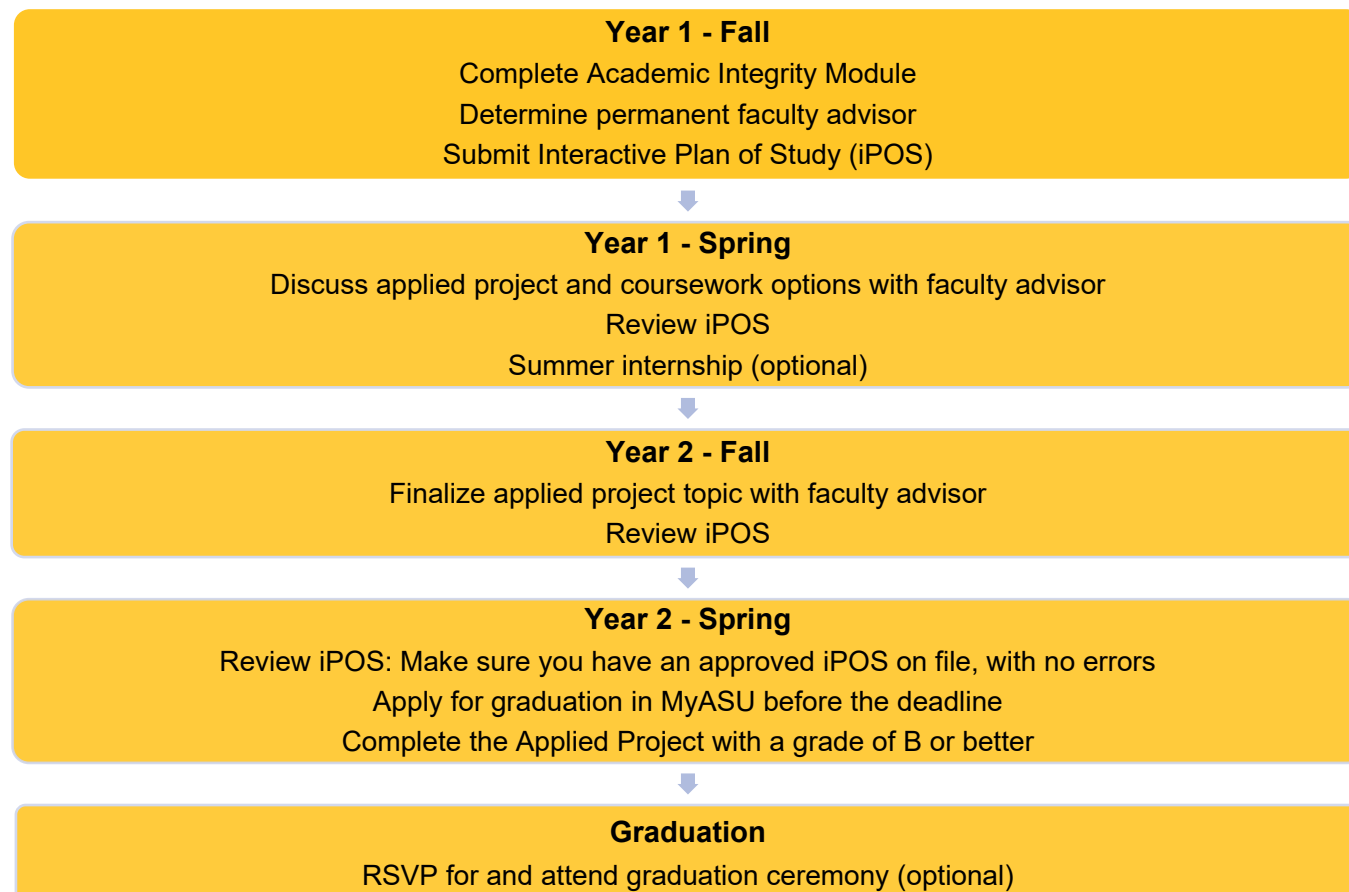 Year 1 - Fall
Complete Academic Integrity Module
Determine permanent faculty advisor
Submit Interactive Plan of Study (iPOS)
Year 1 - Spring
Discuss applied project and coursework options with faculty advisor
Review iPOS
Summer internship (optional)
Year 2 - Fall
Finalize applied project topic with faculty advisor
Review iPOS
Year 2 - Spring
Review iPOS: Make sure you have an approved iPOS on file, with no errors
Apply for graduation in MyASU before the deadline
Complete the Applied Project with a grade of B or better
Graduation
RSVP for and attend graduation ceremony (optional)